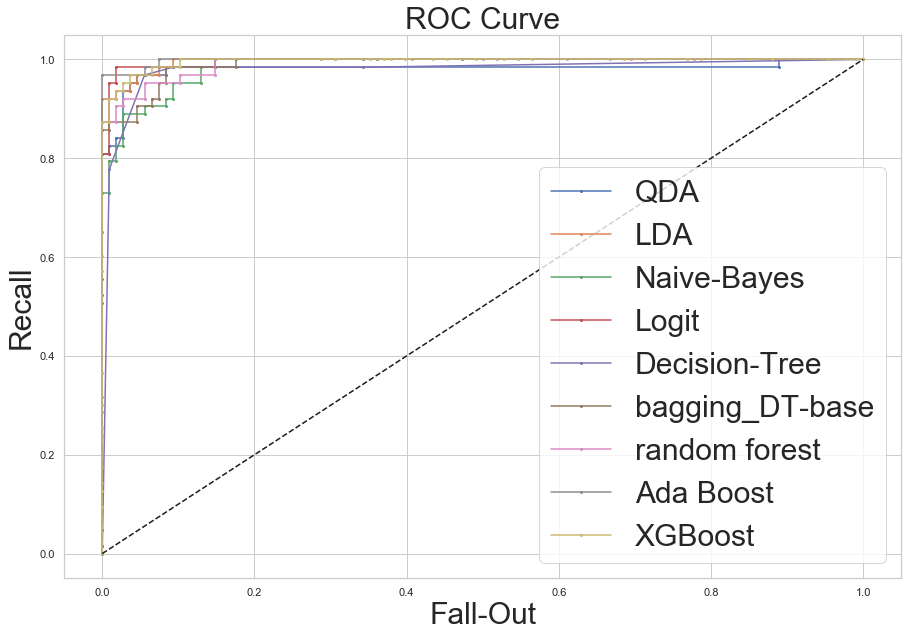 ROC Curve
Recall
1.0
0.8
0.6
0.4
0.2
0.0
QDA
LDA
Naive-Bayes
Logit
Decision-Tree
bagging_DT-base
random forest
Ada Boost
XGBoost
0.0 0.2 0.4 0.6 0.8 1.0
Fall-Out